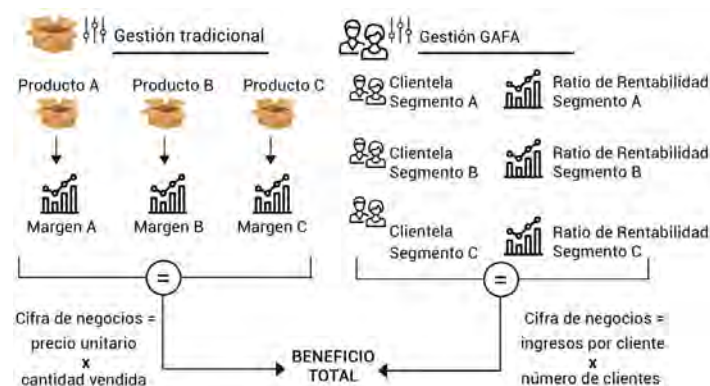 Gestión tradicional
Producto A
Producto B
Producto C
Margen A
Margen B
Margen C
=
Cifra de negocios =
precio unitario
x
cantidad vendida
Gestión GAFA
Clientela
Segmento A
Ratio de Rentabilidad
Segmento A
Clientela
Segmento B
Ratio de Rentabilidad
Segmento B
Clientela
Segmento C
Ratio de Rentabilidad
Segmento C
=
Cifra de negocios =
ingresos por cliente
x
número de clientes
BENEFICIO
TOTAL